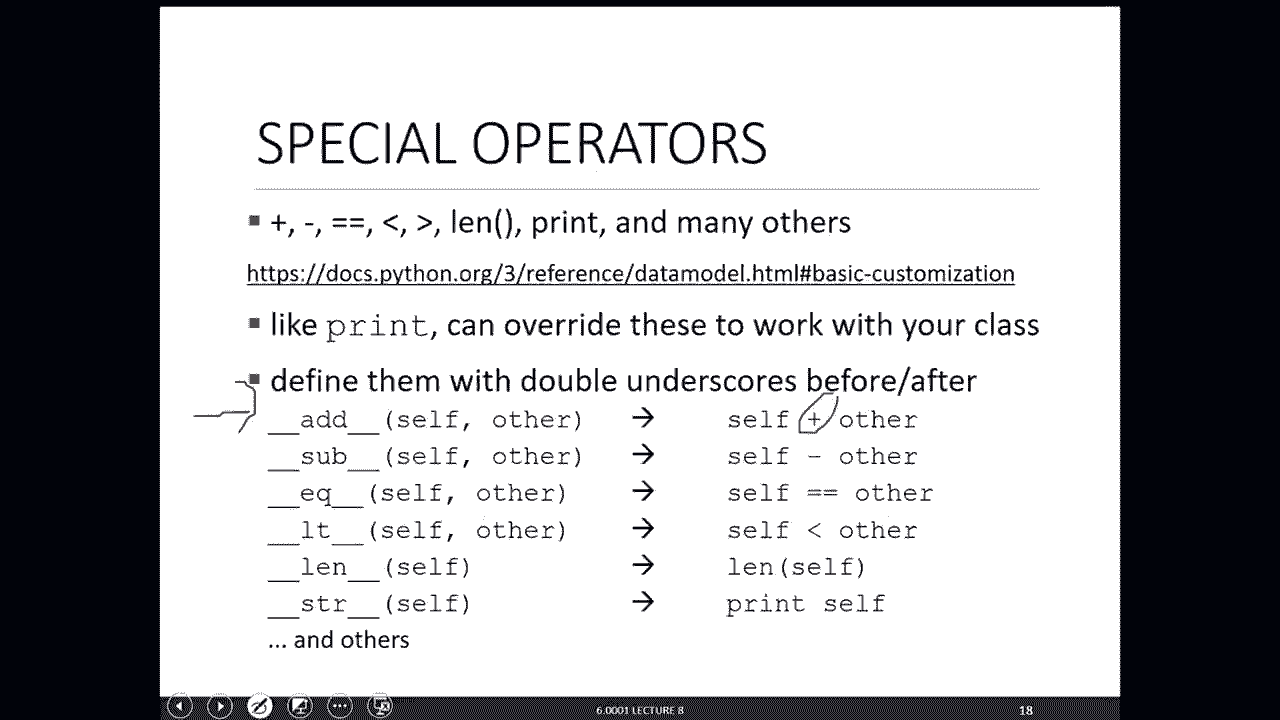 SPECIAL OPERATORS
▪ +, -, ==, <, >, len(), print, and many others
https://docs.python.org/3/reference/datamodel.html#basic-customization
▪ like print, can override these to work with your class
▪ define them with double underscores before/after
__add__(self, other) → self + other
__sub__(self, other) → self - other
__eq__(self, other) → self == other
__lt__(self, other) → self < other
__len__(self) → len(self)
__str__(self) → print self
... and others
6.0001 LECTURE 8
18